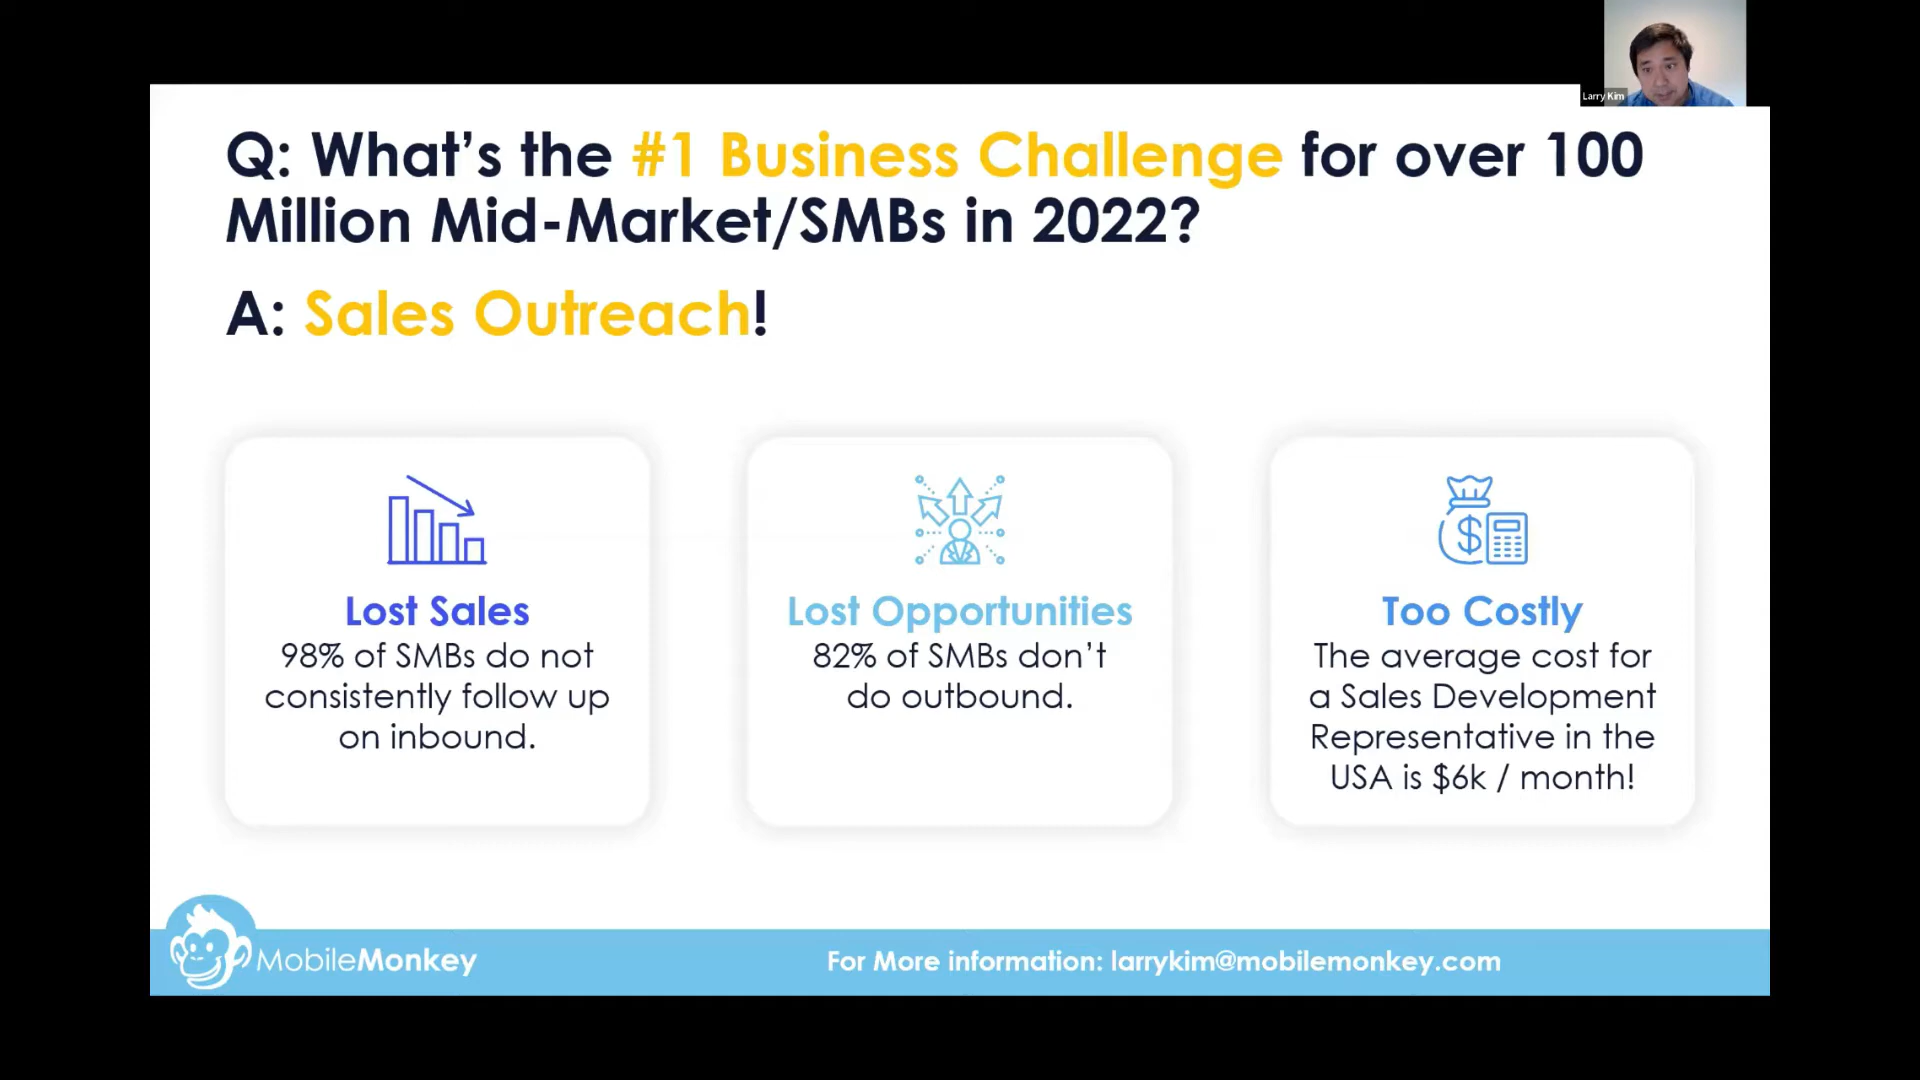 Larry Kim
Q: What’s the #1 Business Challenge for over 100
Million Mid-Market/SMBs in 2022?
A: Sales Outreach!
Lost Sales
98% of SMBs do not
consistently follow up
on inbound.
Lost Opportunities
82% of SMBs don’t
do outbound.
$
Too Costly
The average cost for
a Sales Development
Representative in the
USA is $6k / month!
MobileMonkey
For More information: larrykim@mobilemonkey.com